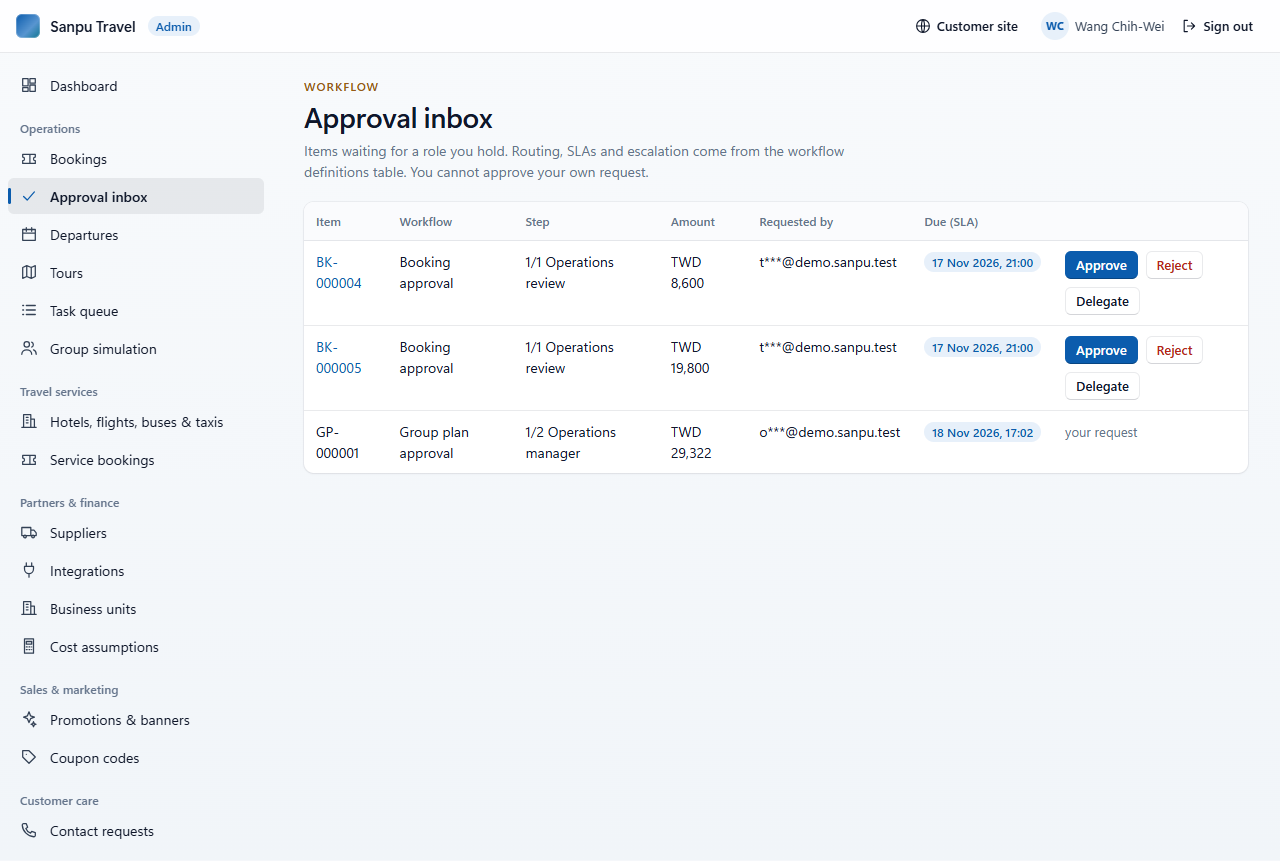 Sanpu Travel Admin Customer site WC Wang Chih-Wei Sign out
Dashboard
Operations
Bookings
Approval inbox
Departures
Tours
Task queue
Group simulation
Travel services
Hotels, flights, buses & taxis
Service bookings
Partners & finance
Suppliers
Integrations
Business units
Cost assumptions
Sales & marketing
Promotions & banners
Coupon codes
Customer care
Contact requests
WORKFLOW
Approval inbox
Items waiting for a role you hold. Routing, SLAs and escalation come from the workflow
definitions table. You cannot approve your own request.
Item Workflow Step Amount Requested by Due (SLA)
BK- Booking 1/1 Operations TWD t***@demo.sanpu.test 17 Nov 2026, 21:00 Approve Reject
000004 approval review 8,600
Delegate
BK- Booking 1/1 Operations TWD t***@demo.sanpu.test 17 Nov 2026, 21:00 Approve Reject
000005 approval review 19,800
Delegate
GP- Group plan 1/2 Operations TWD o***@demo.sanpu.test 18 Nov 2026, 17:02 your request
000001 approval manager 29,322